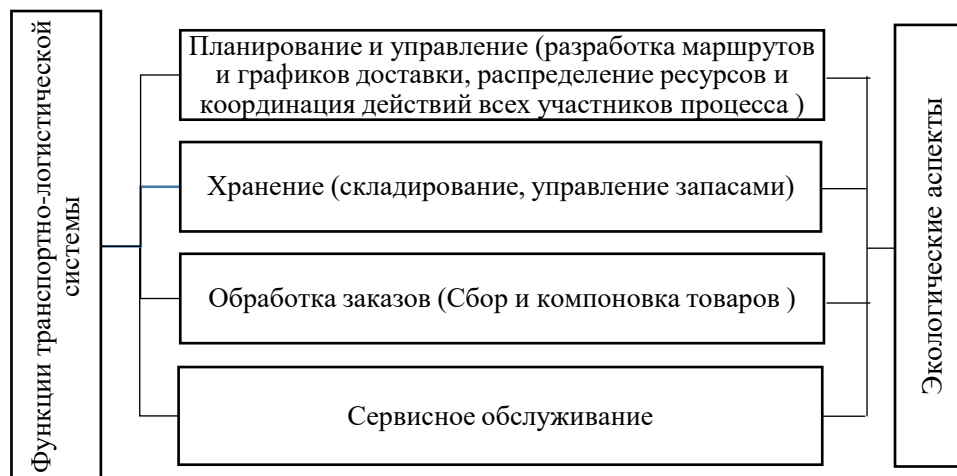 Функции транспортно-логистической
системы
Планирование и управление (разработка маршрутов
и графиков доставки, распределение ресурсов и
координация действий всех участников процесса )
Хранение (складирование, управление запасами)
Обработка заказов (Сбор и компоновка товаров )
Сервисное обслуживание
Экологические аспекты